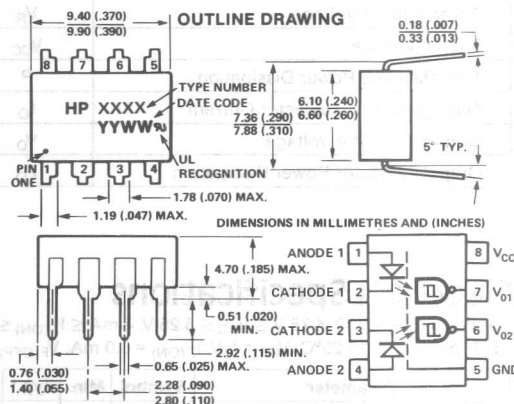 OUTLINE DRAWING
9.40 (.370)
9.90 (.390)
8 7 6 5
HP XXXX
YYWW
TYPE NUMBER
DATE CODE
UL
RECOGNITION
PIN
ONE
1 2 3 4
1.78 (.070) MAX.
1.19 (.047) MAX.
0.18 (.007)
0.33 (.013)
7.36 (.290)
7.88 (.310)
6.10 (.240)
6.60 (.260)
5° TYP.
DIMENSIONS IN MILLIMETRES AND (INCHES)
4.70 (.185) MAX.
0.51 (.020)
MIN.
2.92 (.115) MIN.
0.76 (.030)
1.40 (.055)
0.65 (.025) MAX.
2.28 (.090)
2.80 (.110)
ANODE 1 1
CATHODE 1 2
CATHODE 2 3
ANODE 2 4
8 VCC
7 V01
6 V02
5 GND